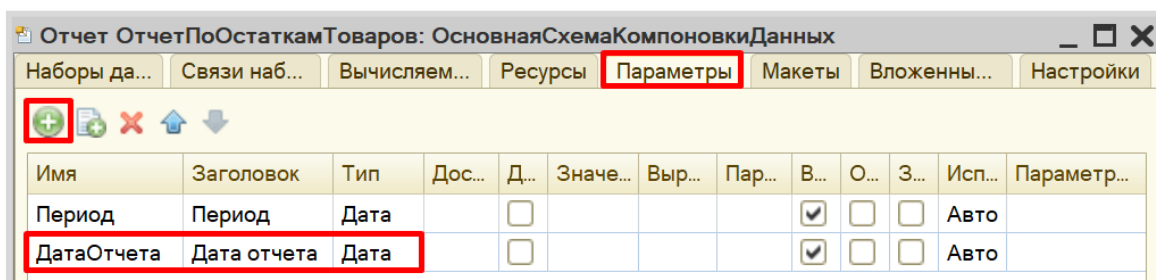 Отчет ОтчетПоОстаткамТоваров: ОсновнаяСхемаКомпоновкиДанных
Наборы да... Связи наб... Вычисляем... Ресурсы Параметры Макеты Вложенны... Настройки
Имя Заголовок Тип Дос... Д... Значе... Выр... Пар... В... О... З... Исп... Параметр...
Период Период Дата Авто
ДатаОтчета Дата отчета Дата Авто